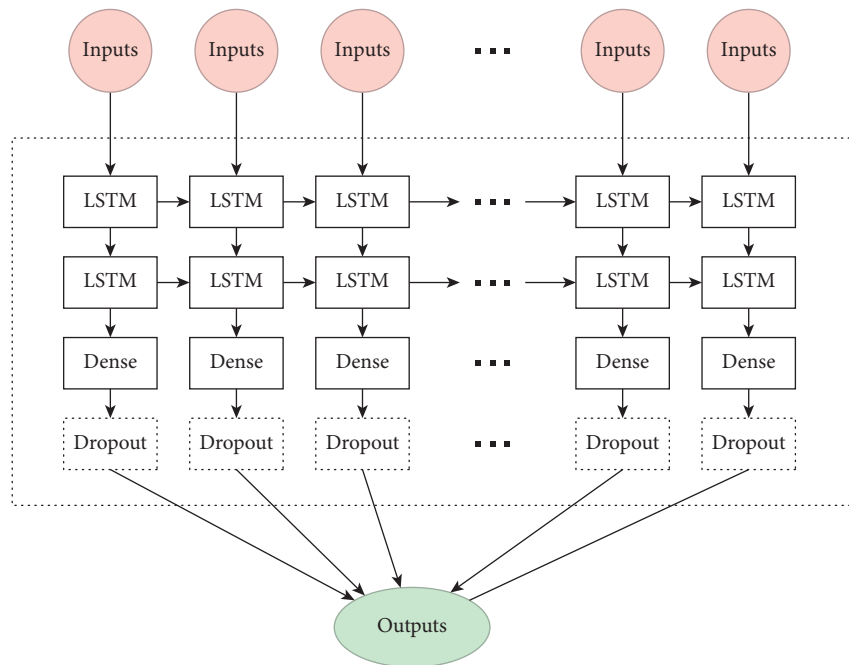 Inputs Inputs Inputs ... Inputs Inputs
LSTM LSTM LSTM ... LSTM LSTM
LSTM LSTM LSTM ... LSTM LSTM
Dense Dense Dense ... Dense Dense
Dropout Dropout Dropout ... Dropout Dropout
Outputs